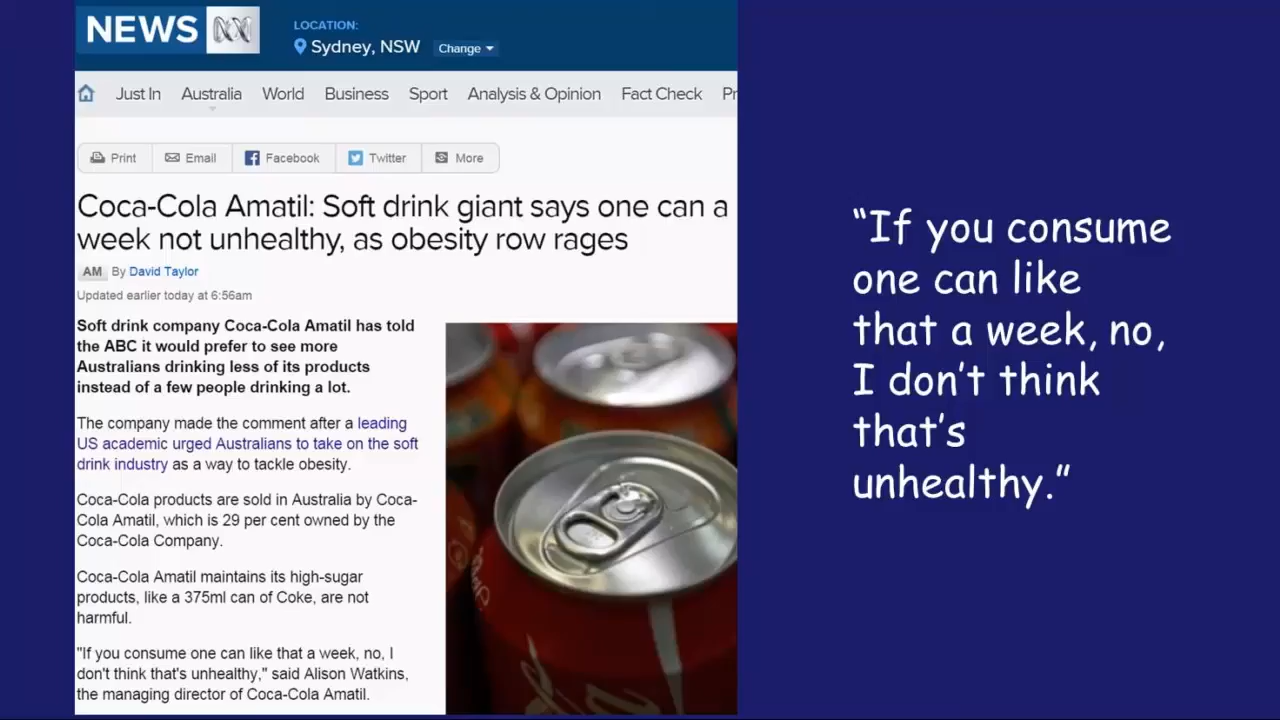 NEWS
LOCATION:
Sydney, NSW Change
Just In Australia World Business Sport Analysis & Opinion Fact Check
Print Email Facebook Twitter More
Coca-Cola Amatil: Soft drink giant says one can a
week not unhealthy, as obesity row rages
AM By David Taylor
Updated earlier today at 6:56am
Soft drink company Coca-Cola Amatil has told
the ABC it would prefer to see more
Australians drinking less of its products
instead of a few people drinking a lot.
The company made the comment after a leading
US academic urged Australians to take on the soft
drink industry as a way to tackle obesity.
Coca-Cola products are sold in Australia by Coca-
Cola Amatil, which is 29 per cent owned by the
Coca-Cola Company.
Coca-Cola Amatil maintains its high-sugar
products, like a 375ml can of Coke, are not
harmful.
"If you consume one can like that a week, no, I
don't think that's unhealthy," said Alison Watkins,
the managing director of Coca-Cola Amatil.
“If you consume
one can like
that a week, no,
I don’t think
that’s
unhealthy.”